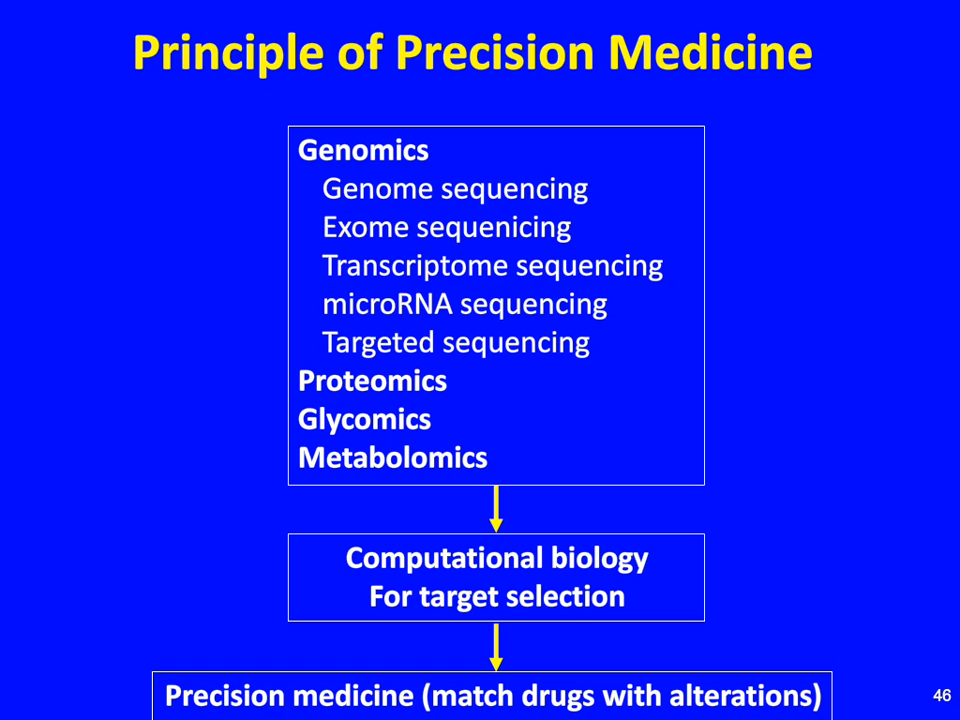 Principle of Precision Medicine
Genomics
Genome sequencing
Exome sequenicing
Transcriptome sequencing
microRNA sequencing
Targeted sequencing
Proteomics
Glycomics
Metabolomics
Computational biology
For target selection
Precision medicine (match drugs with alterations)
46